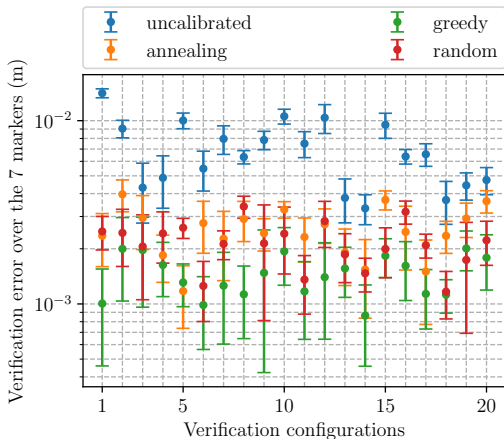 uncalibrated
greedy
annealing
random
Verification error over the 7 markers (m)
10⁻²
10⁻³
1
5
10
15
20
Verification configurations